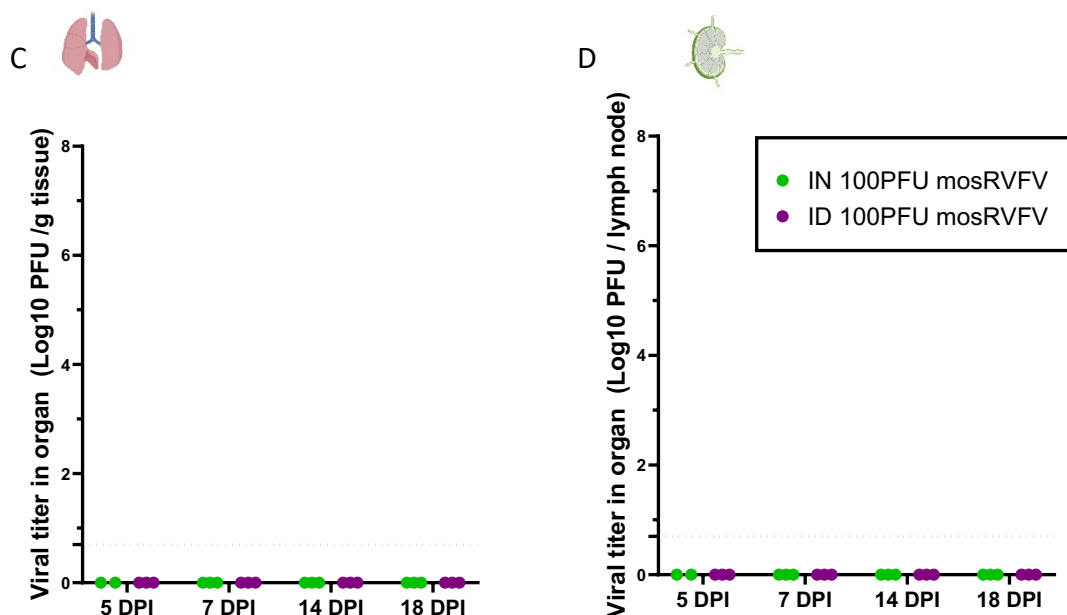 C
Viral titer in organ (Log10 PFU /g tissue)
8
6
4
2
0
5 DPI 7 DPI 14 DPI 18 DPI
D
Viral titer in organ (Log10 PFU / lymph node)
8
6
4
2
0
5 DPI 7 DPI 14 DPI 18 DPI
IN 100PFU mosRVFV
ID 100PFU mosRVFV